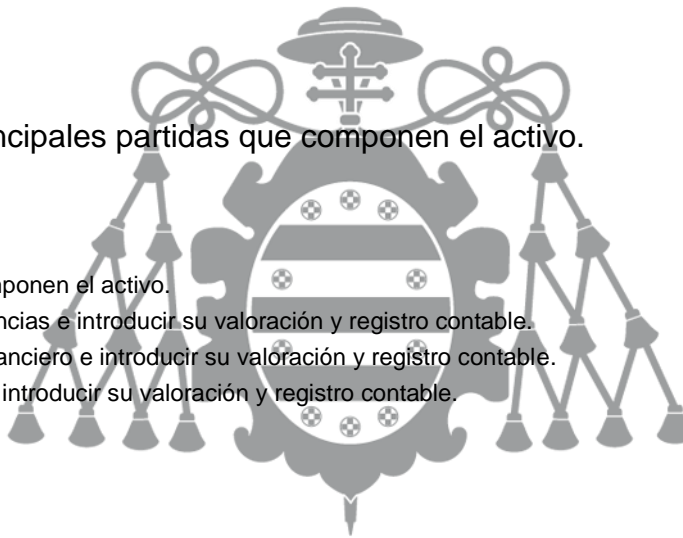 ncipales partidas que componen el activo.
nponen el activo.
ncias e introducir su valoración y registro contable.
anciero e introducir su valoración y registro contable.
introducir su valoración y registro contable.